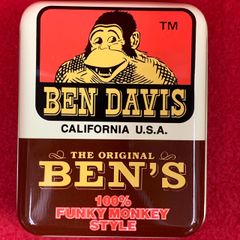 TM
BEN DAVIS
CALIFORNIA U.S.A.
THE ORIGINAL
BEN'S
100%
FUNKY MONKEY
STYLE